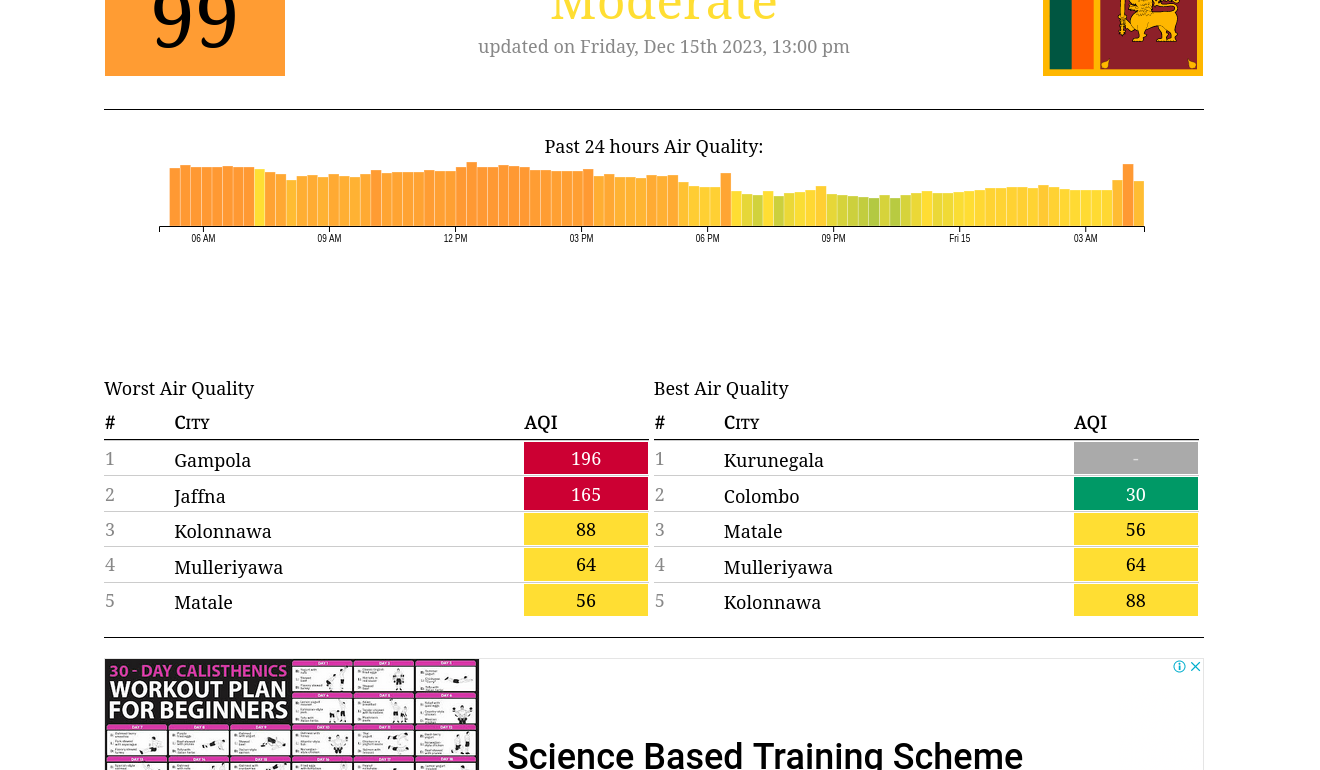 99
Moderate
updated on Friday, Dec 15th 2023, 13:00 pm
Past 24 hours Air Quality:
06 AM 09 AM 12 PM 03 PM 06 PM 09 PM Fri 15 03 AM
Worst Air Quality
# City AQI
1 Gampola 196
2 Jaffna 165
3 Kolonnawa 88
4 Mulleriyawa 64
5 Matale 56
Best Air Quality
# City AQI
1 Kurunegala -
2 Colombo 30
3 Matale 56
4 Mulleriyawa 64
5 Kolonnawa 88
30 - DAY CALISTHENICS
WORKOUT PLAN
FOR BEGINNERS
Science Based Training Scheme